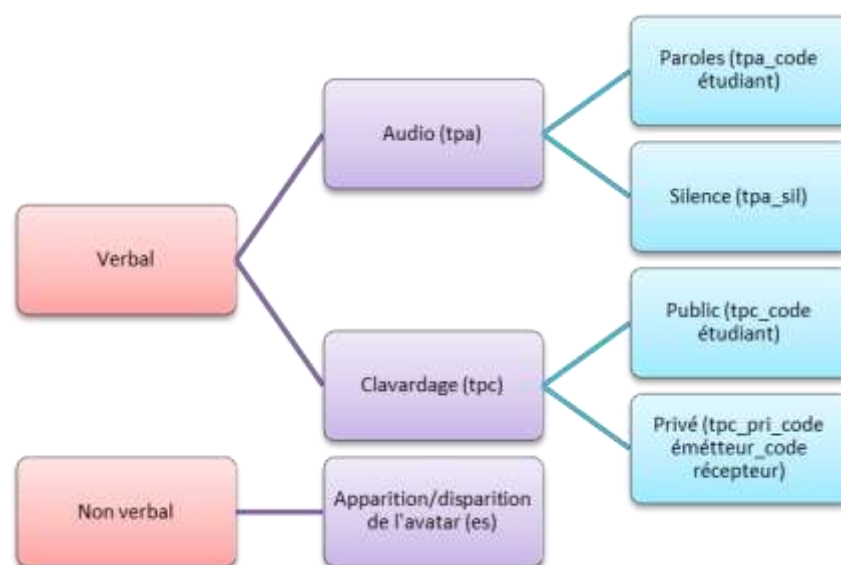 Paroles (tpa_code
étudiant)
Audio (tpa)
Silence (tpa_sil)
Verbal
Public (tpc_code
étudiant)
Clavardage (tpc)
Privé (tpc_pri_code
émétteur_code
récepteur)
Non verbal
Apparition/disparition
de l'avatar (es)